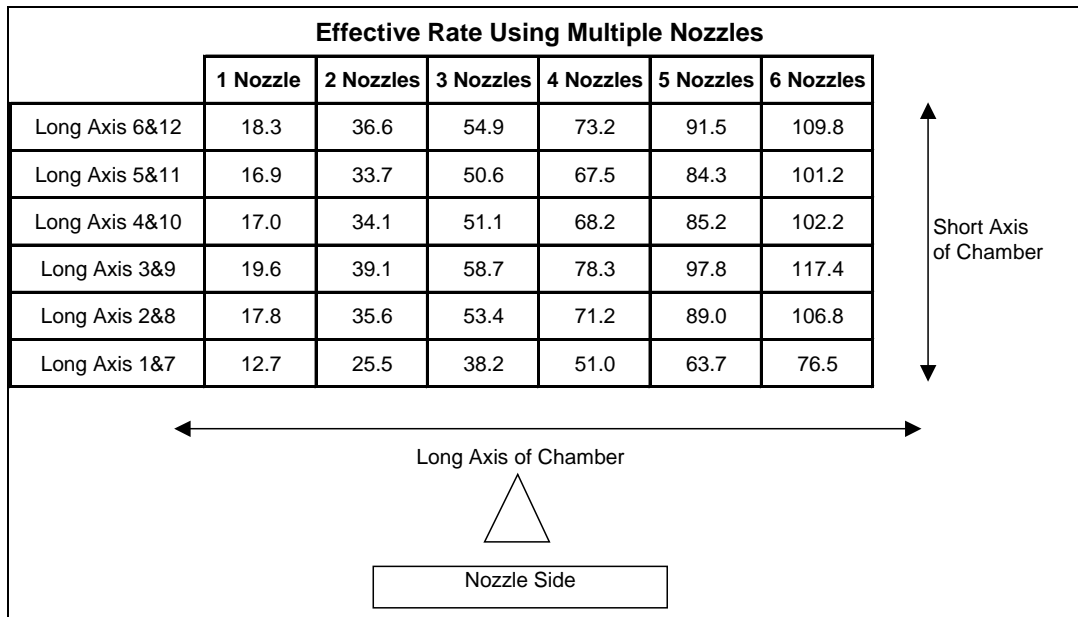 Effective Rate Using Multiple Nozzles
1 Nozzle 2 Nozzles 3 Nozzles 4 Nozzles 5 Nozzles 6 Nozzles
Long Axis 6&12 18.3 36.6 54.9 73.2 91.5 109.8
Long Axis 5&11 16.9 33.7 50.6 67.5 84.3 101.2
Long Axis 4&10 17.0 34.1 51.1 68.2 85.2 102.2
Long Axis 3&9 19.6 39.1 58.7 78.3 97.8 117.4
Long Axis 2&8 17.8 35.6 53.4 71.2 89.0 106.8
Long Axis 1&7 12.7 25.5 38.2 51.0 63.7 76.5
Short Axis
of Chamber
Long Axis of Chamber
Nozzle Side